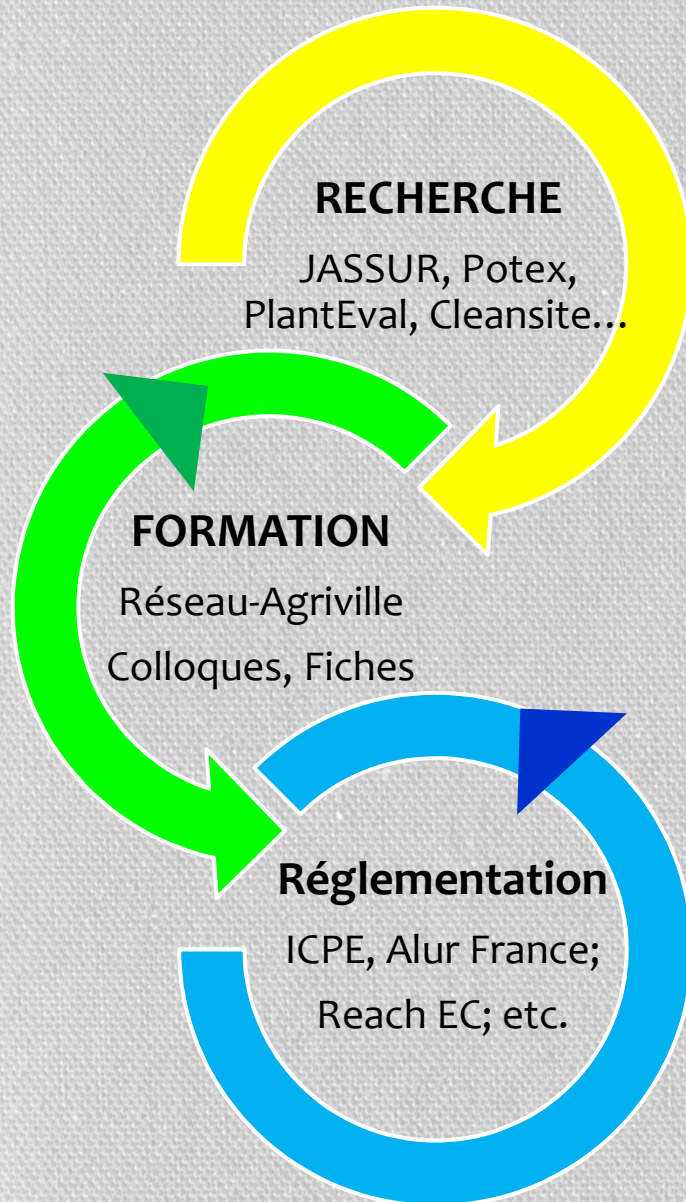 RECHERCHE
JASSUR, Potex,
PlantEval, Cleansite...
FORMATION
Réseau-Agriville
Colloques, Fiches
Réglementation
ICPE, Alur France;
Reach EC; etc.